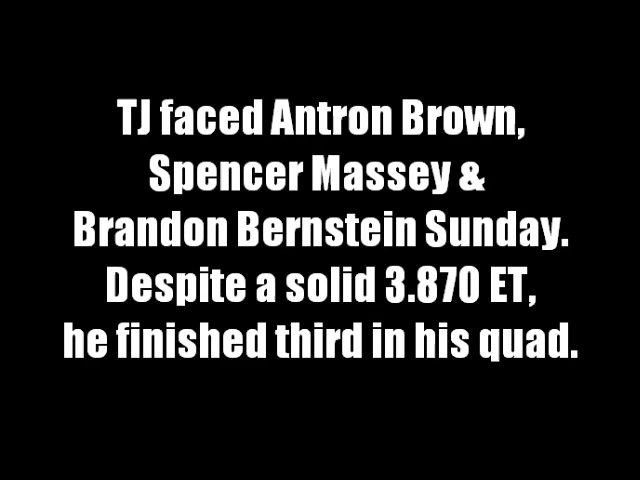 TJ faced Antron Brown,
Spencer Massey &
Brandon Bernstein Sunday.
Despite a solid 3.870 ET,
he finished third in his quad.